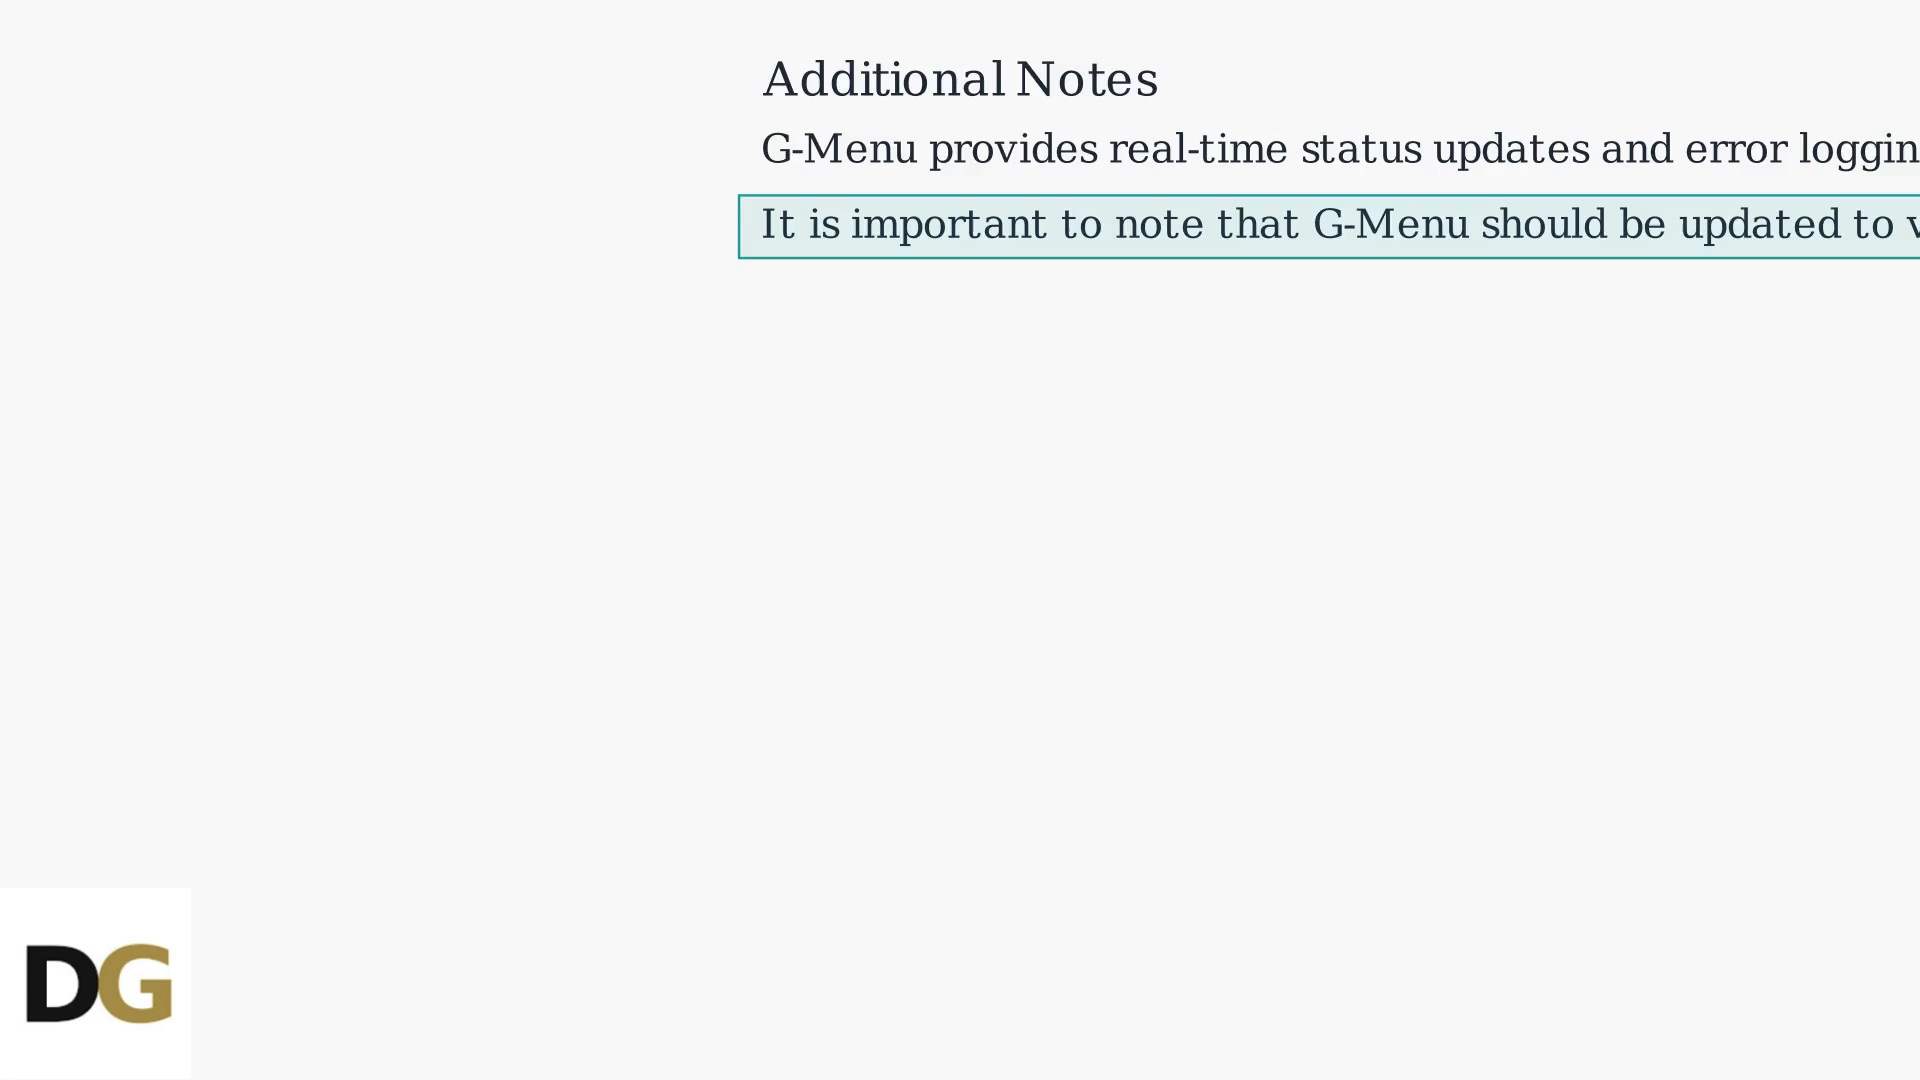 Additional Notes
G-Menu provides real-time status updates and error
It is important to note that G-Menu should be updated to
DG